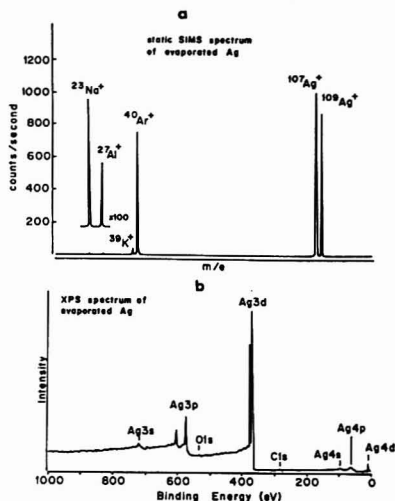 a
static SIMS spectrum
of evaporated Ag
counts/second
1200
1000
800
600
400
200
23Na+
27Al+
x100
39K+
40Ar+
107Ag+
109Ag+
m/e
b
XPS spectrum of
evaporated Ag
Intensity
Ag3s
Ag3p
O1s
Ag3d
C1s
Ag4s
Ag4p
Ag4d
1000
800
600
400
200
0
Binding Energy (eV)